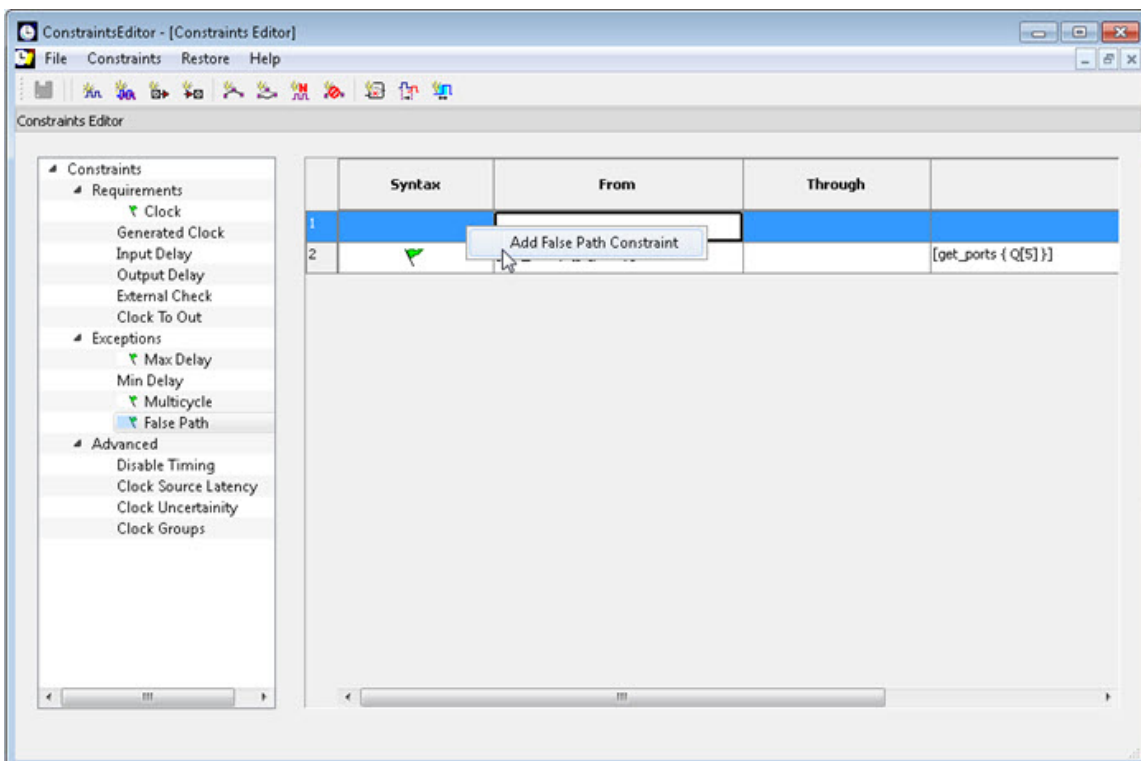 ConstraintsEditor - [Constraints Editor]
File Constraints Restore Help
Constraints Editor
Constraints
Requirements
Clock
Generated Clock
Input Delay
Output Delay
External Check
Clock To Out
Exceptions
Max Delay
Min Delay
Multicycle
False Path
Advanced
Disable Timing
Clock Source Latency
Clock Uncertainity
Clock Groups
Syntax From Through
1
Add False Path Constraint
2 [get_ports { Q[5] }]